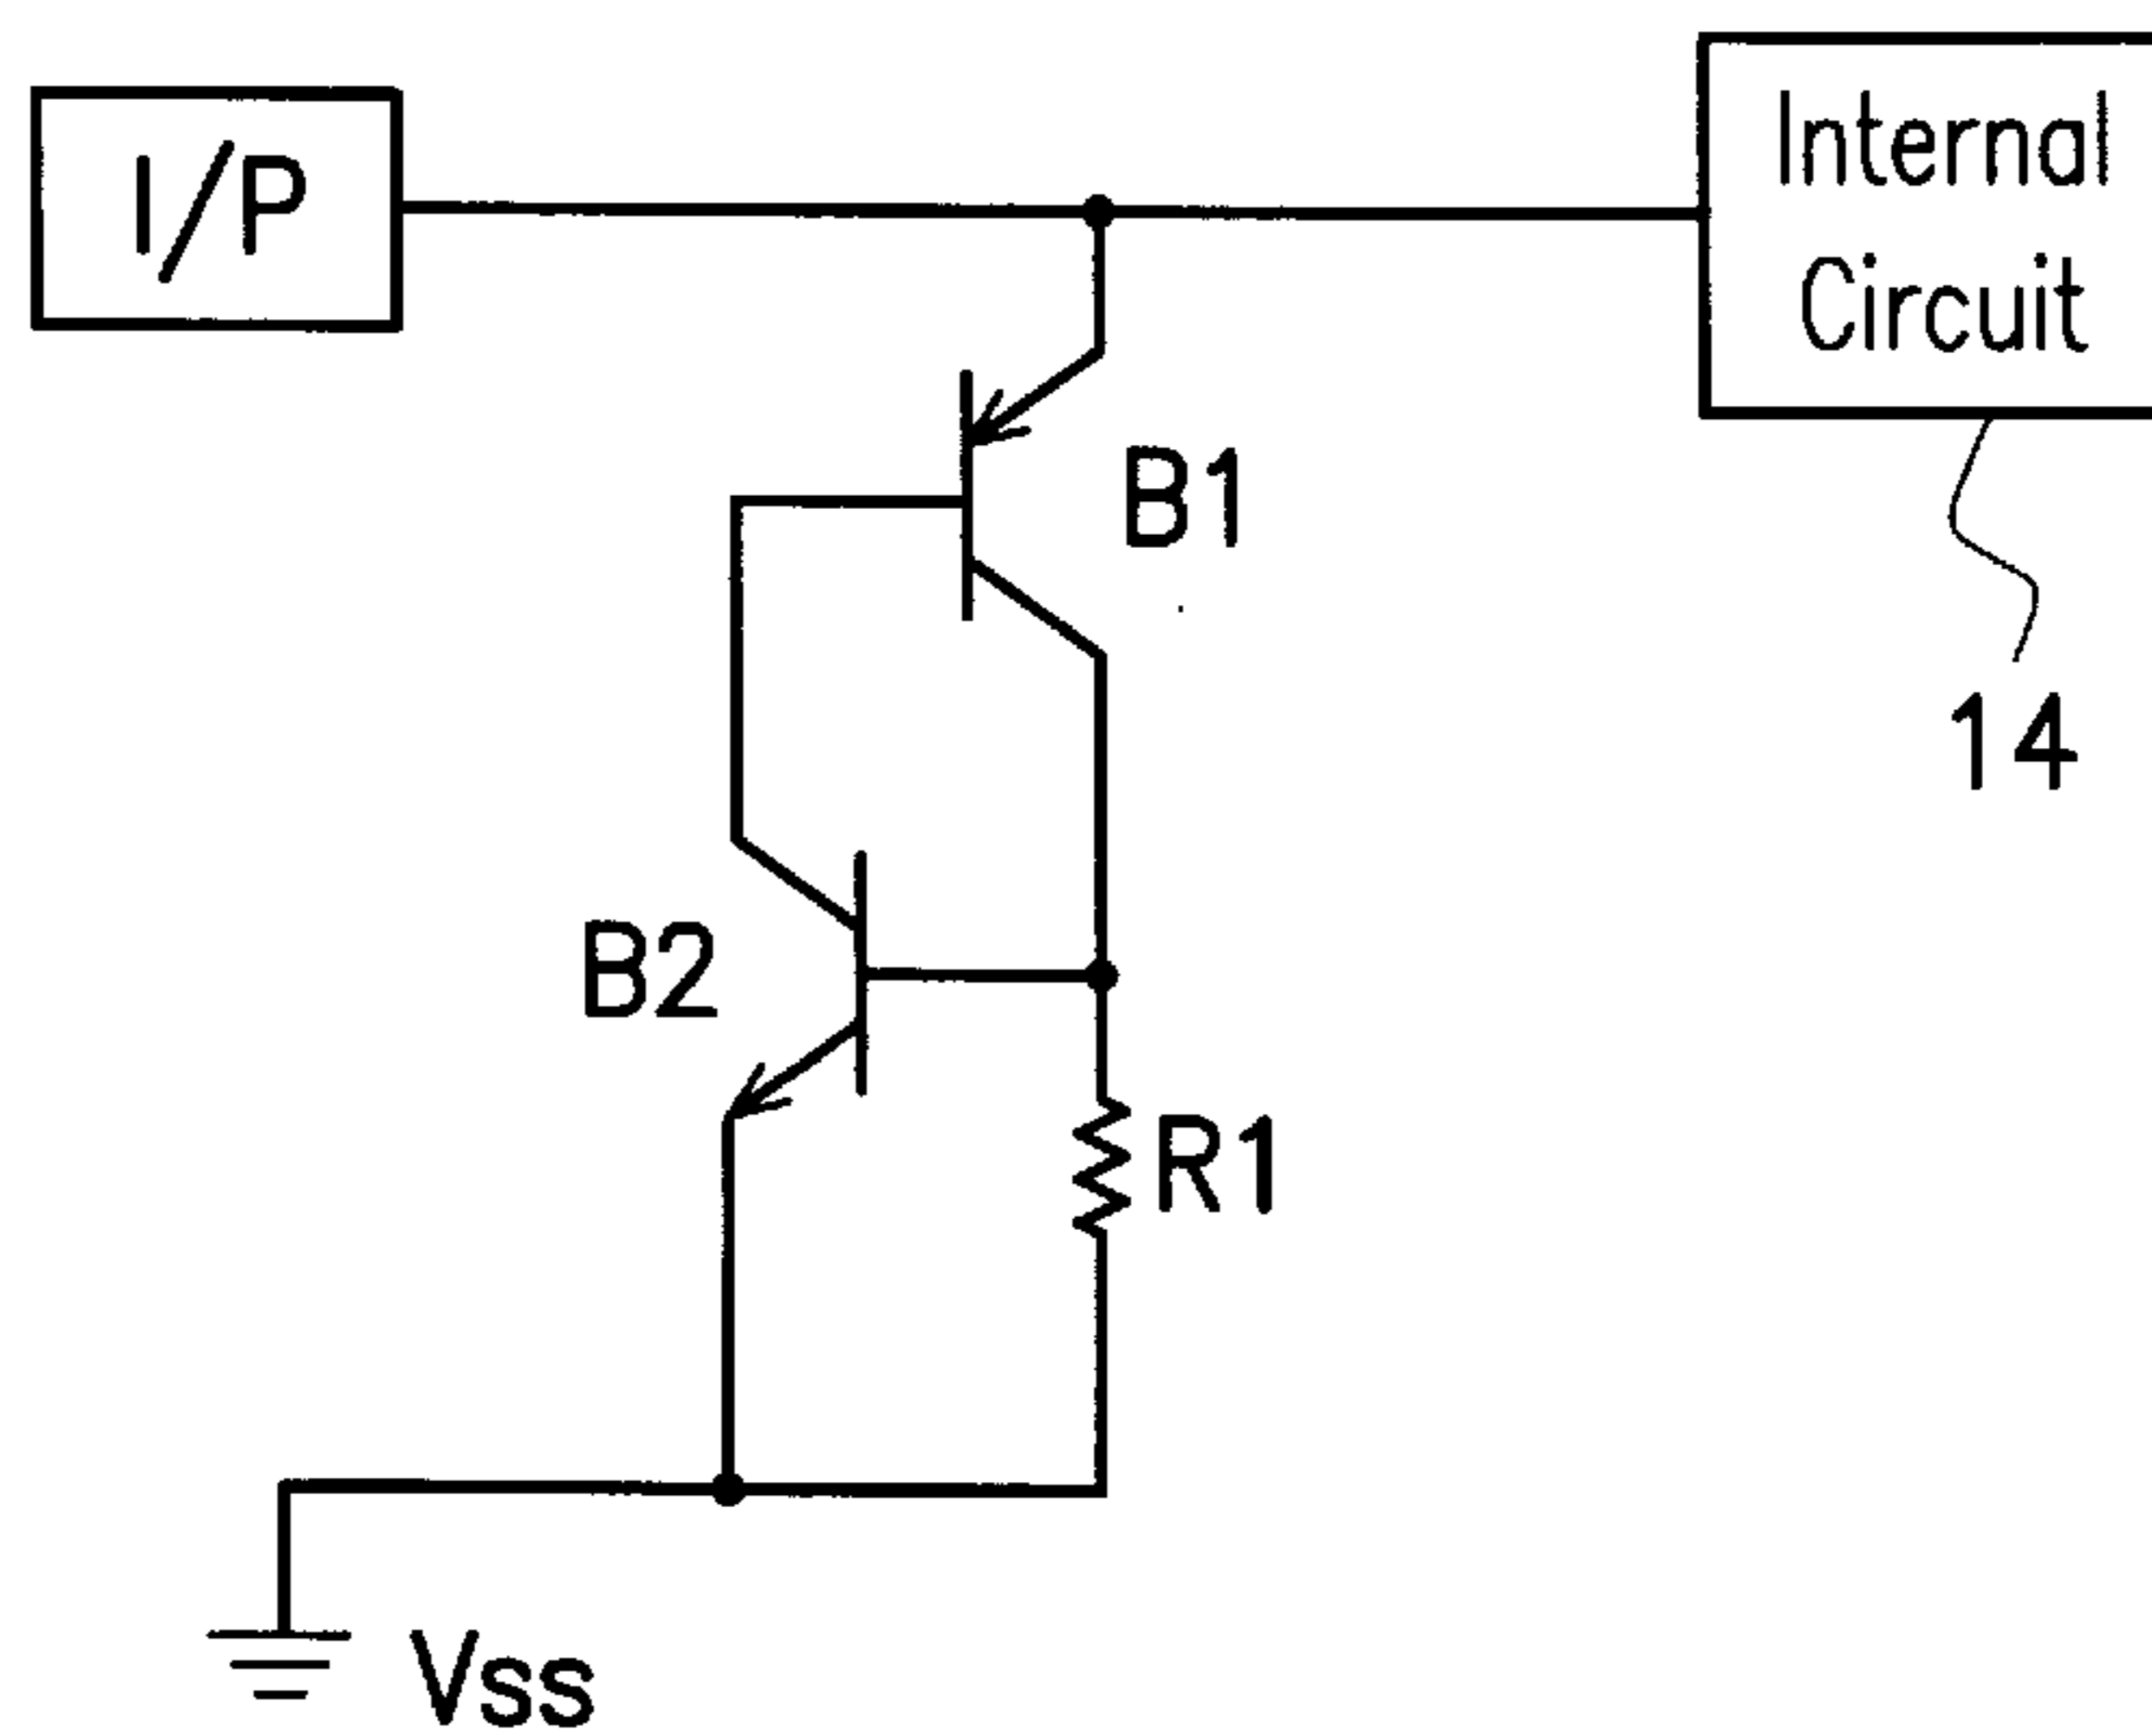 I/P
Internal
Circuit
B1
14
B2
R1
Vss